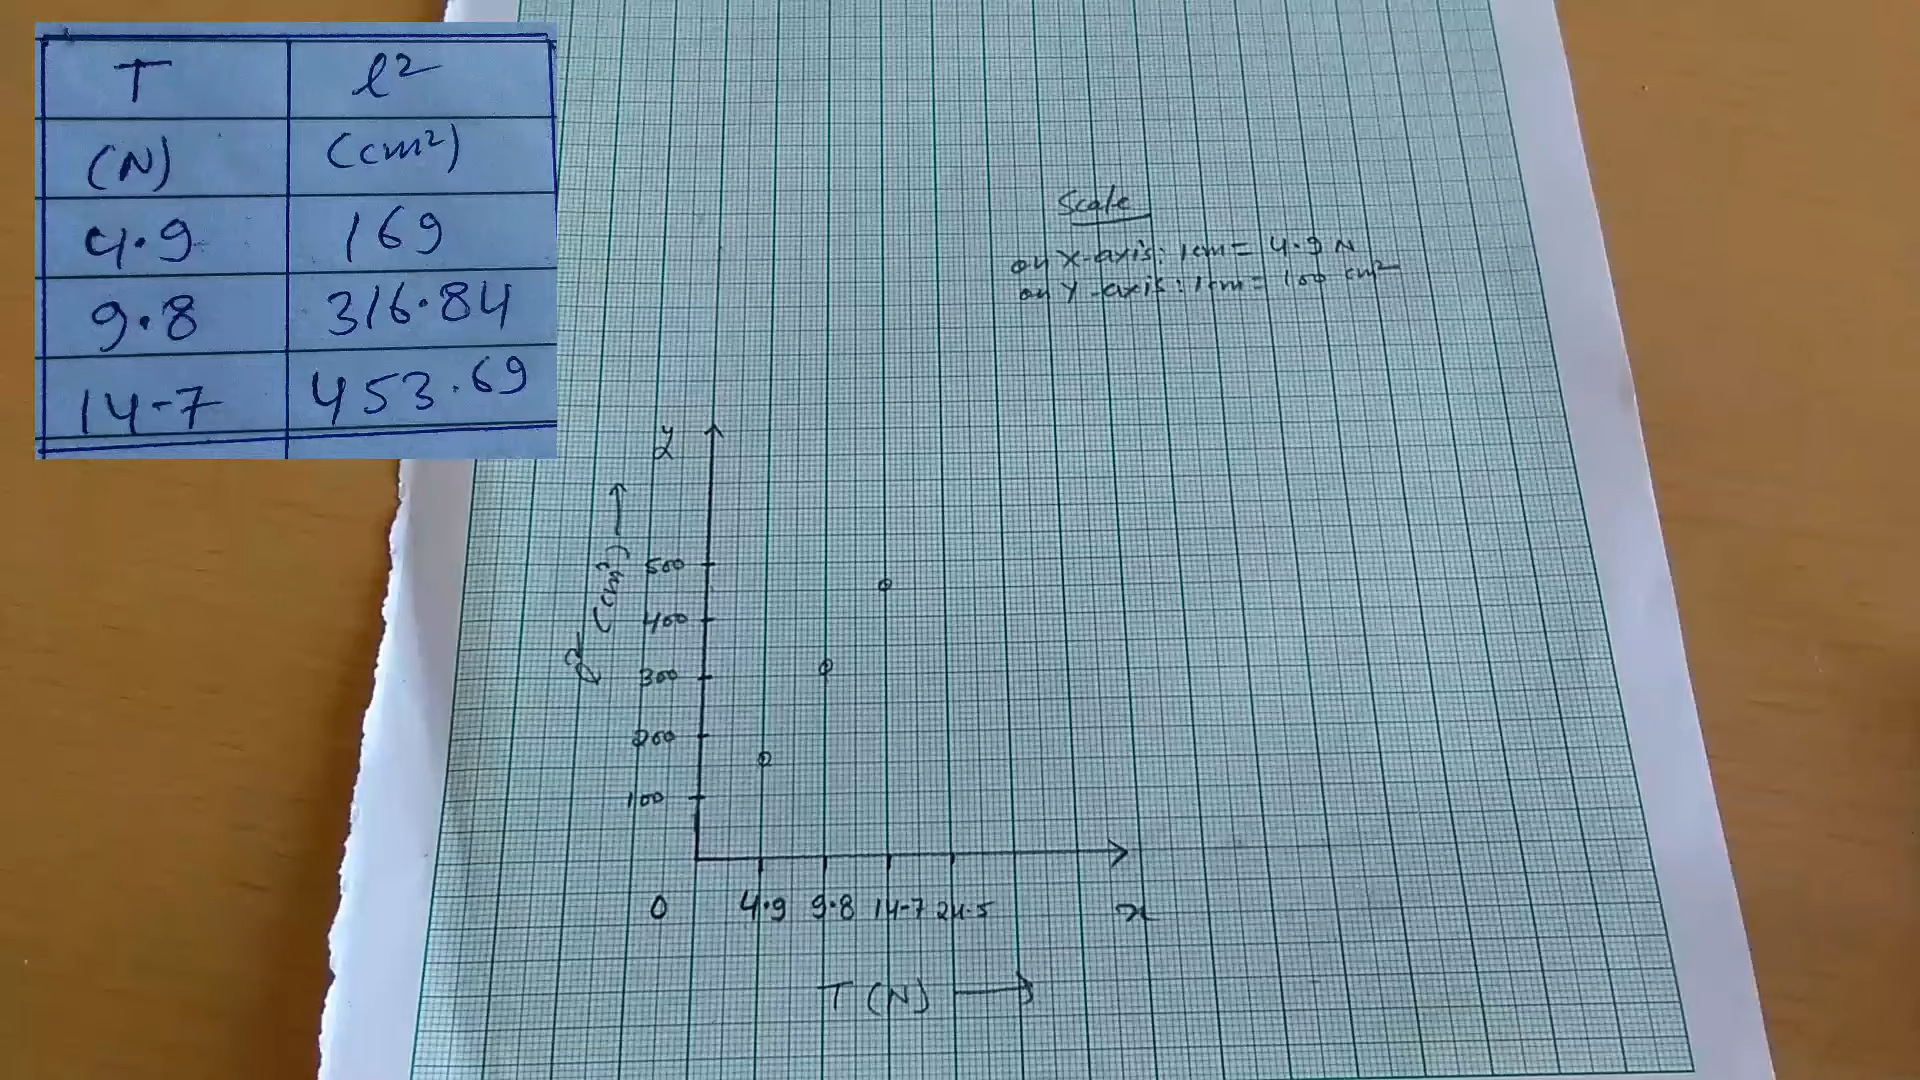 T l²
(N) (cm²)
4.9 169
9.8 316.84
14-7 453.69
Scale
on X-axis: 1cm = 4.9 N
on Y-axis: 1cm = 100 cm²
y
l² (cm²)
500
400
300
200
100
0 4.9 9.8 14-7 24.5 x
T (N)